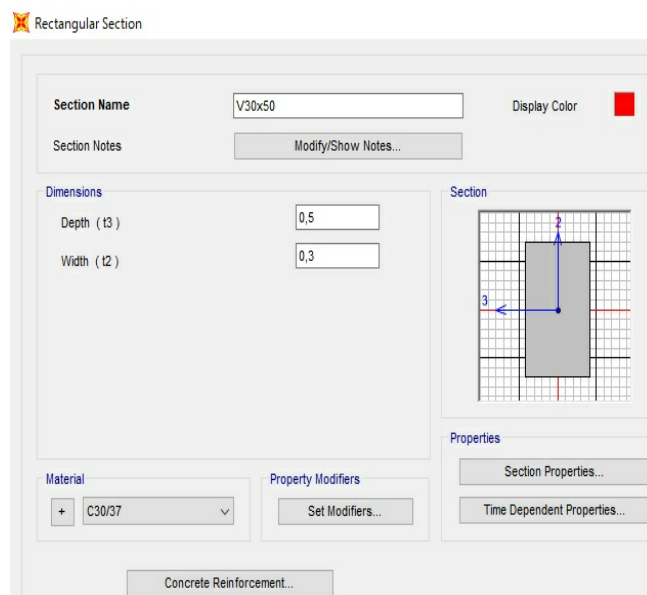 Rectangular Section
Section Name
V30x50
Display Color
Section Notes
Modify/Show Notes...
Dimensions
Depth ( t3 )
0,5
Width ( t2 )
0,3
Section
2
3
Properties
Section Properties...
Time Dependent Properties...
Material
+
C30/37
Property Modifiers
Set Modifiers...
Concrete Reinforcement...